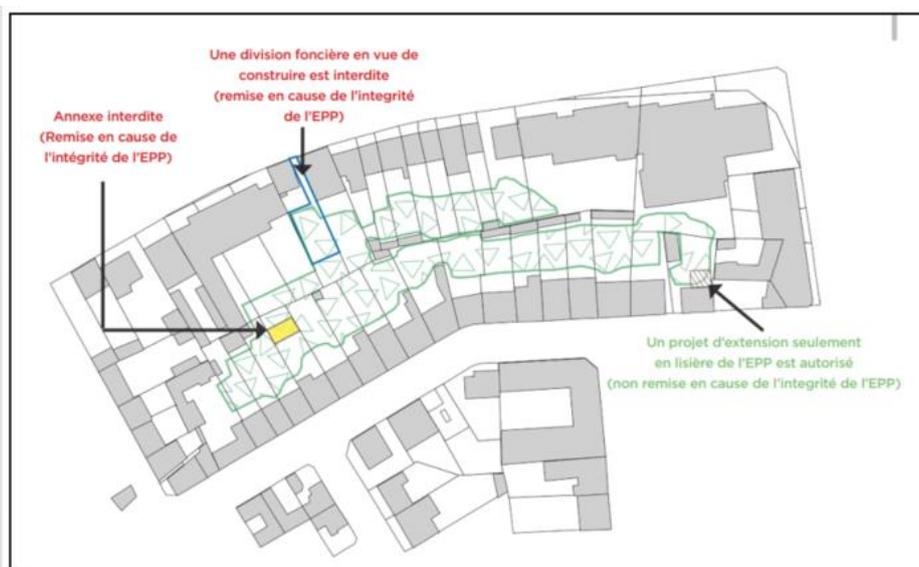 Une division foncière en vue de
construire est interdite
(remise en cause de l'integrité
de l'EPP)
Annexe interdite
(Remise en cause de
l'intégrité de l'EPP)
Un projet d'extension seulement
en lisière de l'EPP est autorisé
(non remise en cause de l'integrité de l'EPP)